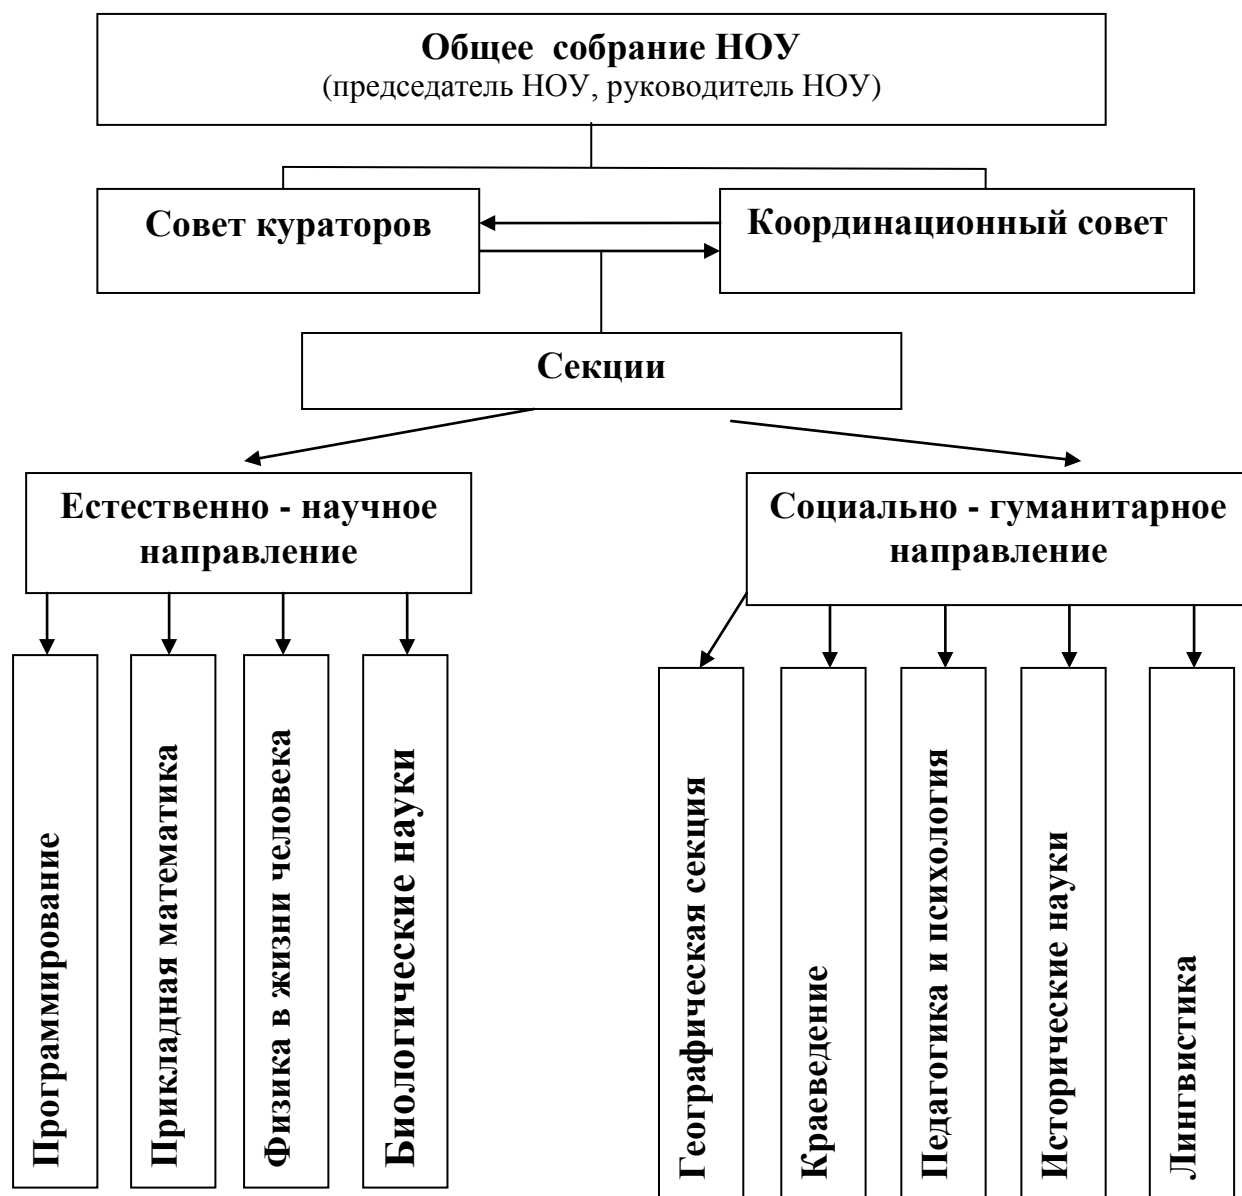 Общее собрание НОУ
(председатель НОУ, руководитель НОУ)
Совет кураторов
Координационный совет
Секции
Естественно - научное
направление
Социально - гуманитарное
направление
Программирование
Прикладная математика
Физика в жизни человека
Биологические науки
Географическая секция
Краеведение
Педагогика и психология
Исторические науки
Лингвистика